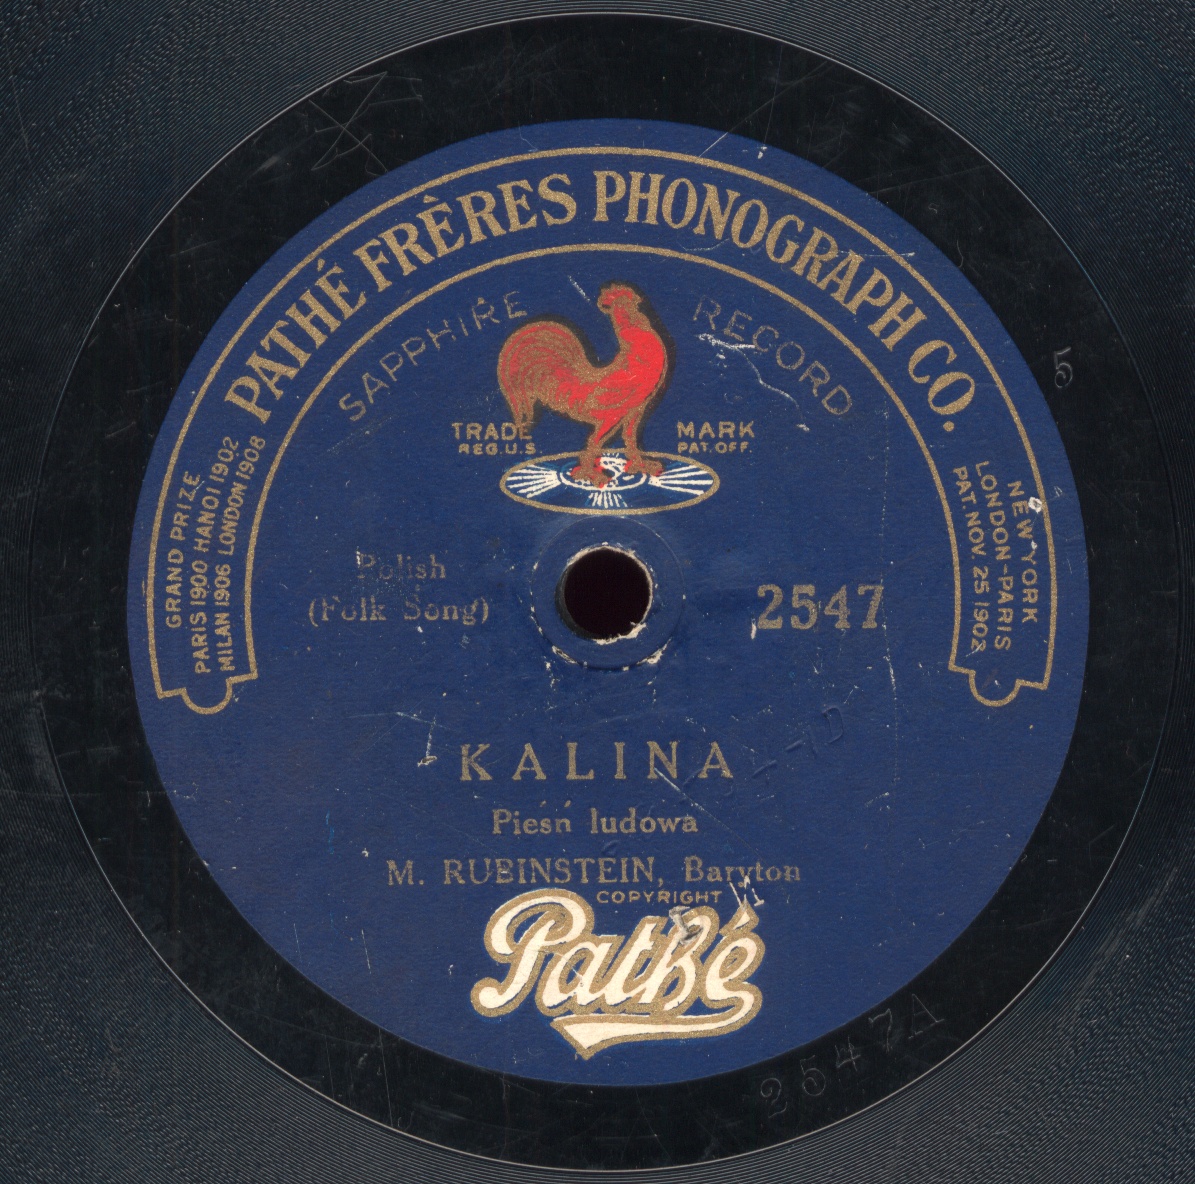 PATHÉ FRÈRES PHONOGRAPH CO.
GRAND PRIZE
PARIS 1900 HANOI 1902
MILAN 1906 LONDON 1908
NEW YORK
LONDON-PARIS
PAT. NOV 25 1902
SAPPHIRE RECORD
TRADE MARK
REG. U.S. PAT. OFF.
Polish
(Folk Song)
2547
KALINA
Pieśń ludowa
M. RUBINSTEIN, Baryton
COPYRIGHT
Pathé
5
2547A